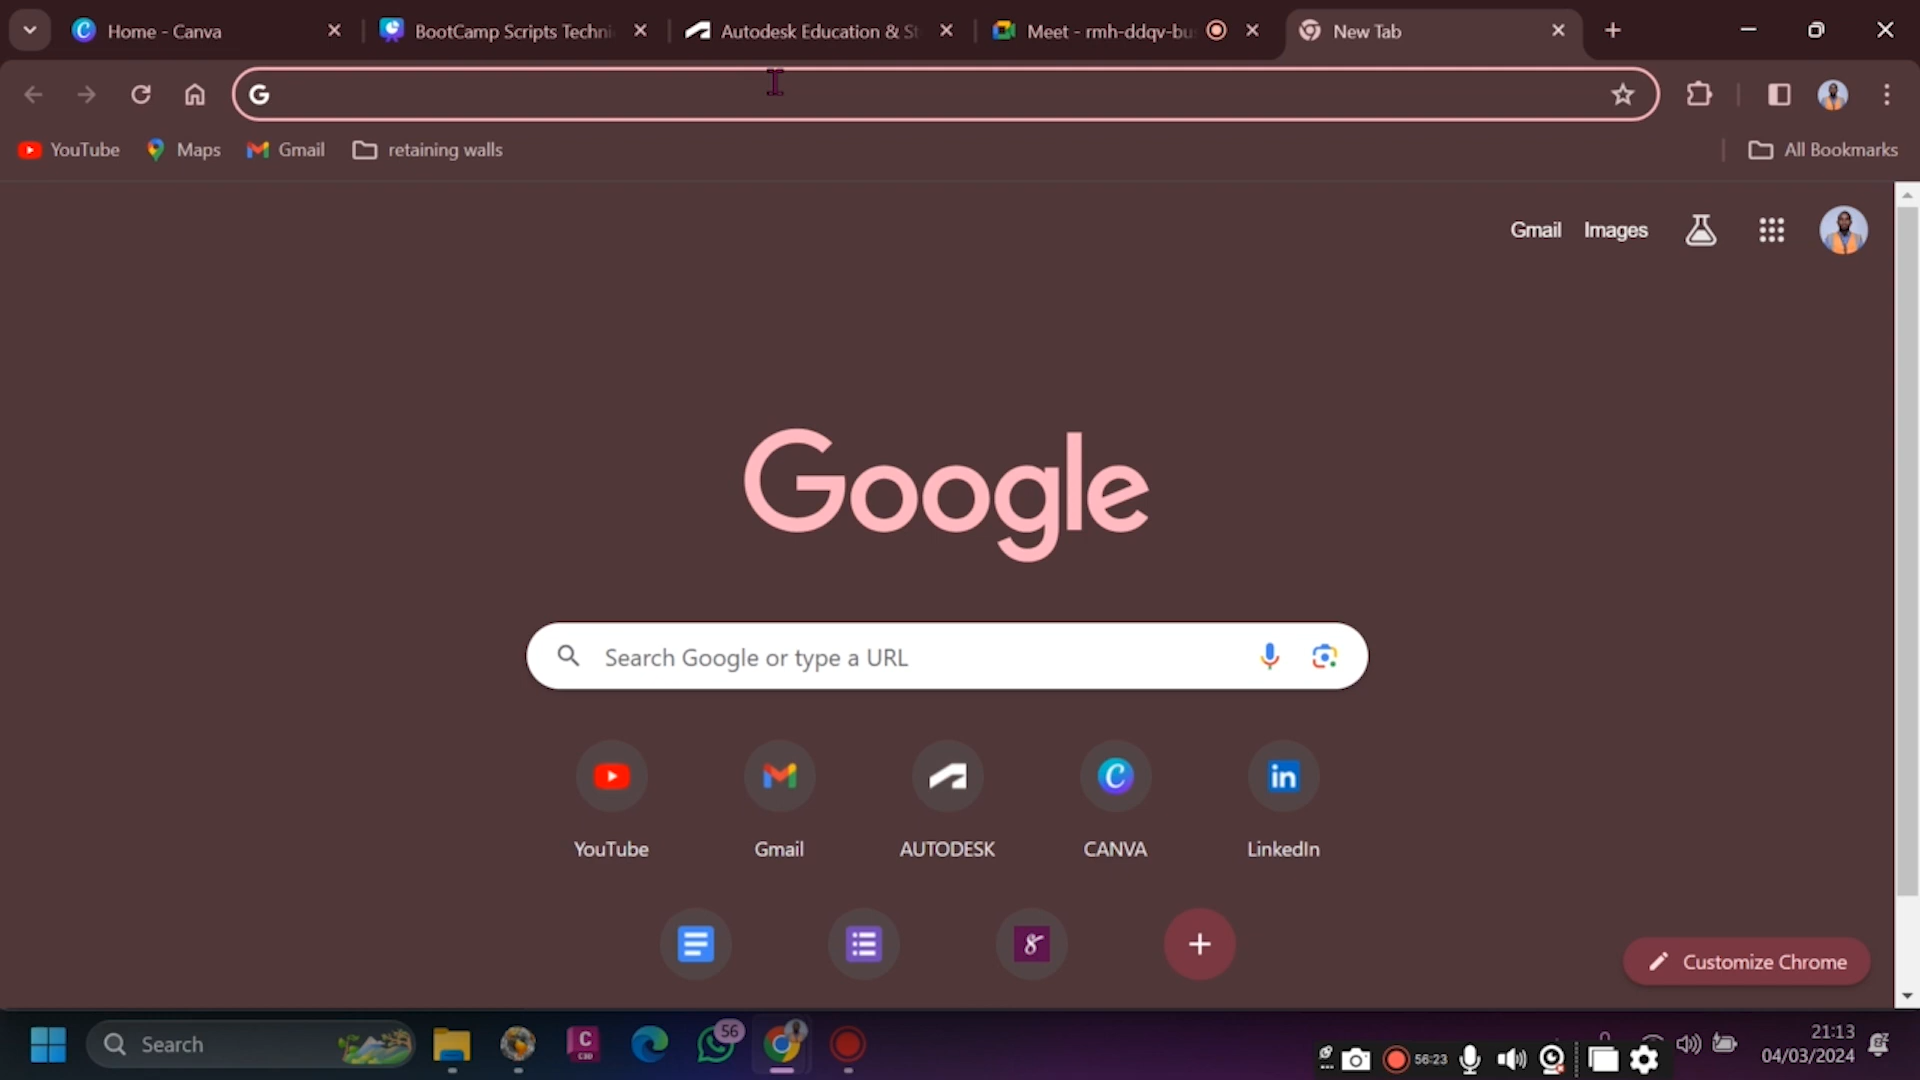 Home - Canva
BootCamp Scripts Techni
Autodesk Education & St
Meet - rmh-ddqv-bu
New Tab
G
YouTube
Maps
Gmail
retaining walls
All Bookmarks
Gmail
Images
Google
Search Google or type a URL
YouTube
Gmail
AUTODESK
CANVA
LinkedIn
Customize Chrome
Search
C
C3D
56
56:23
21:13
04/03/2024